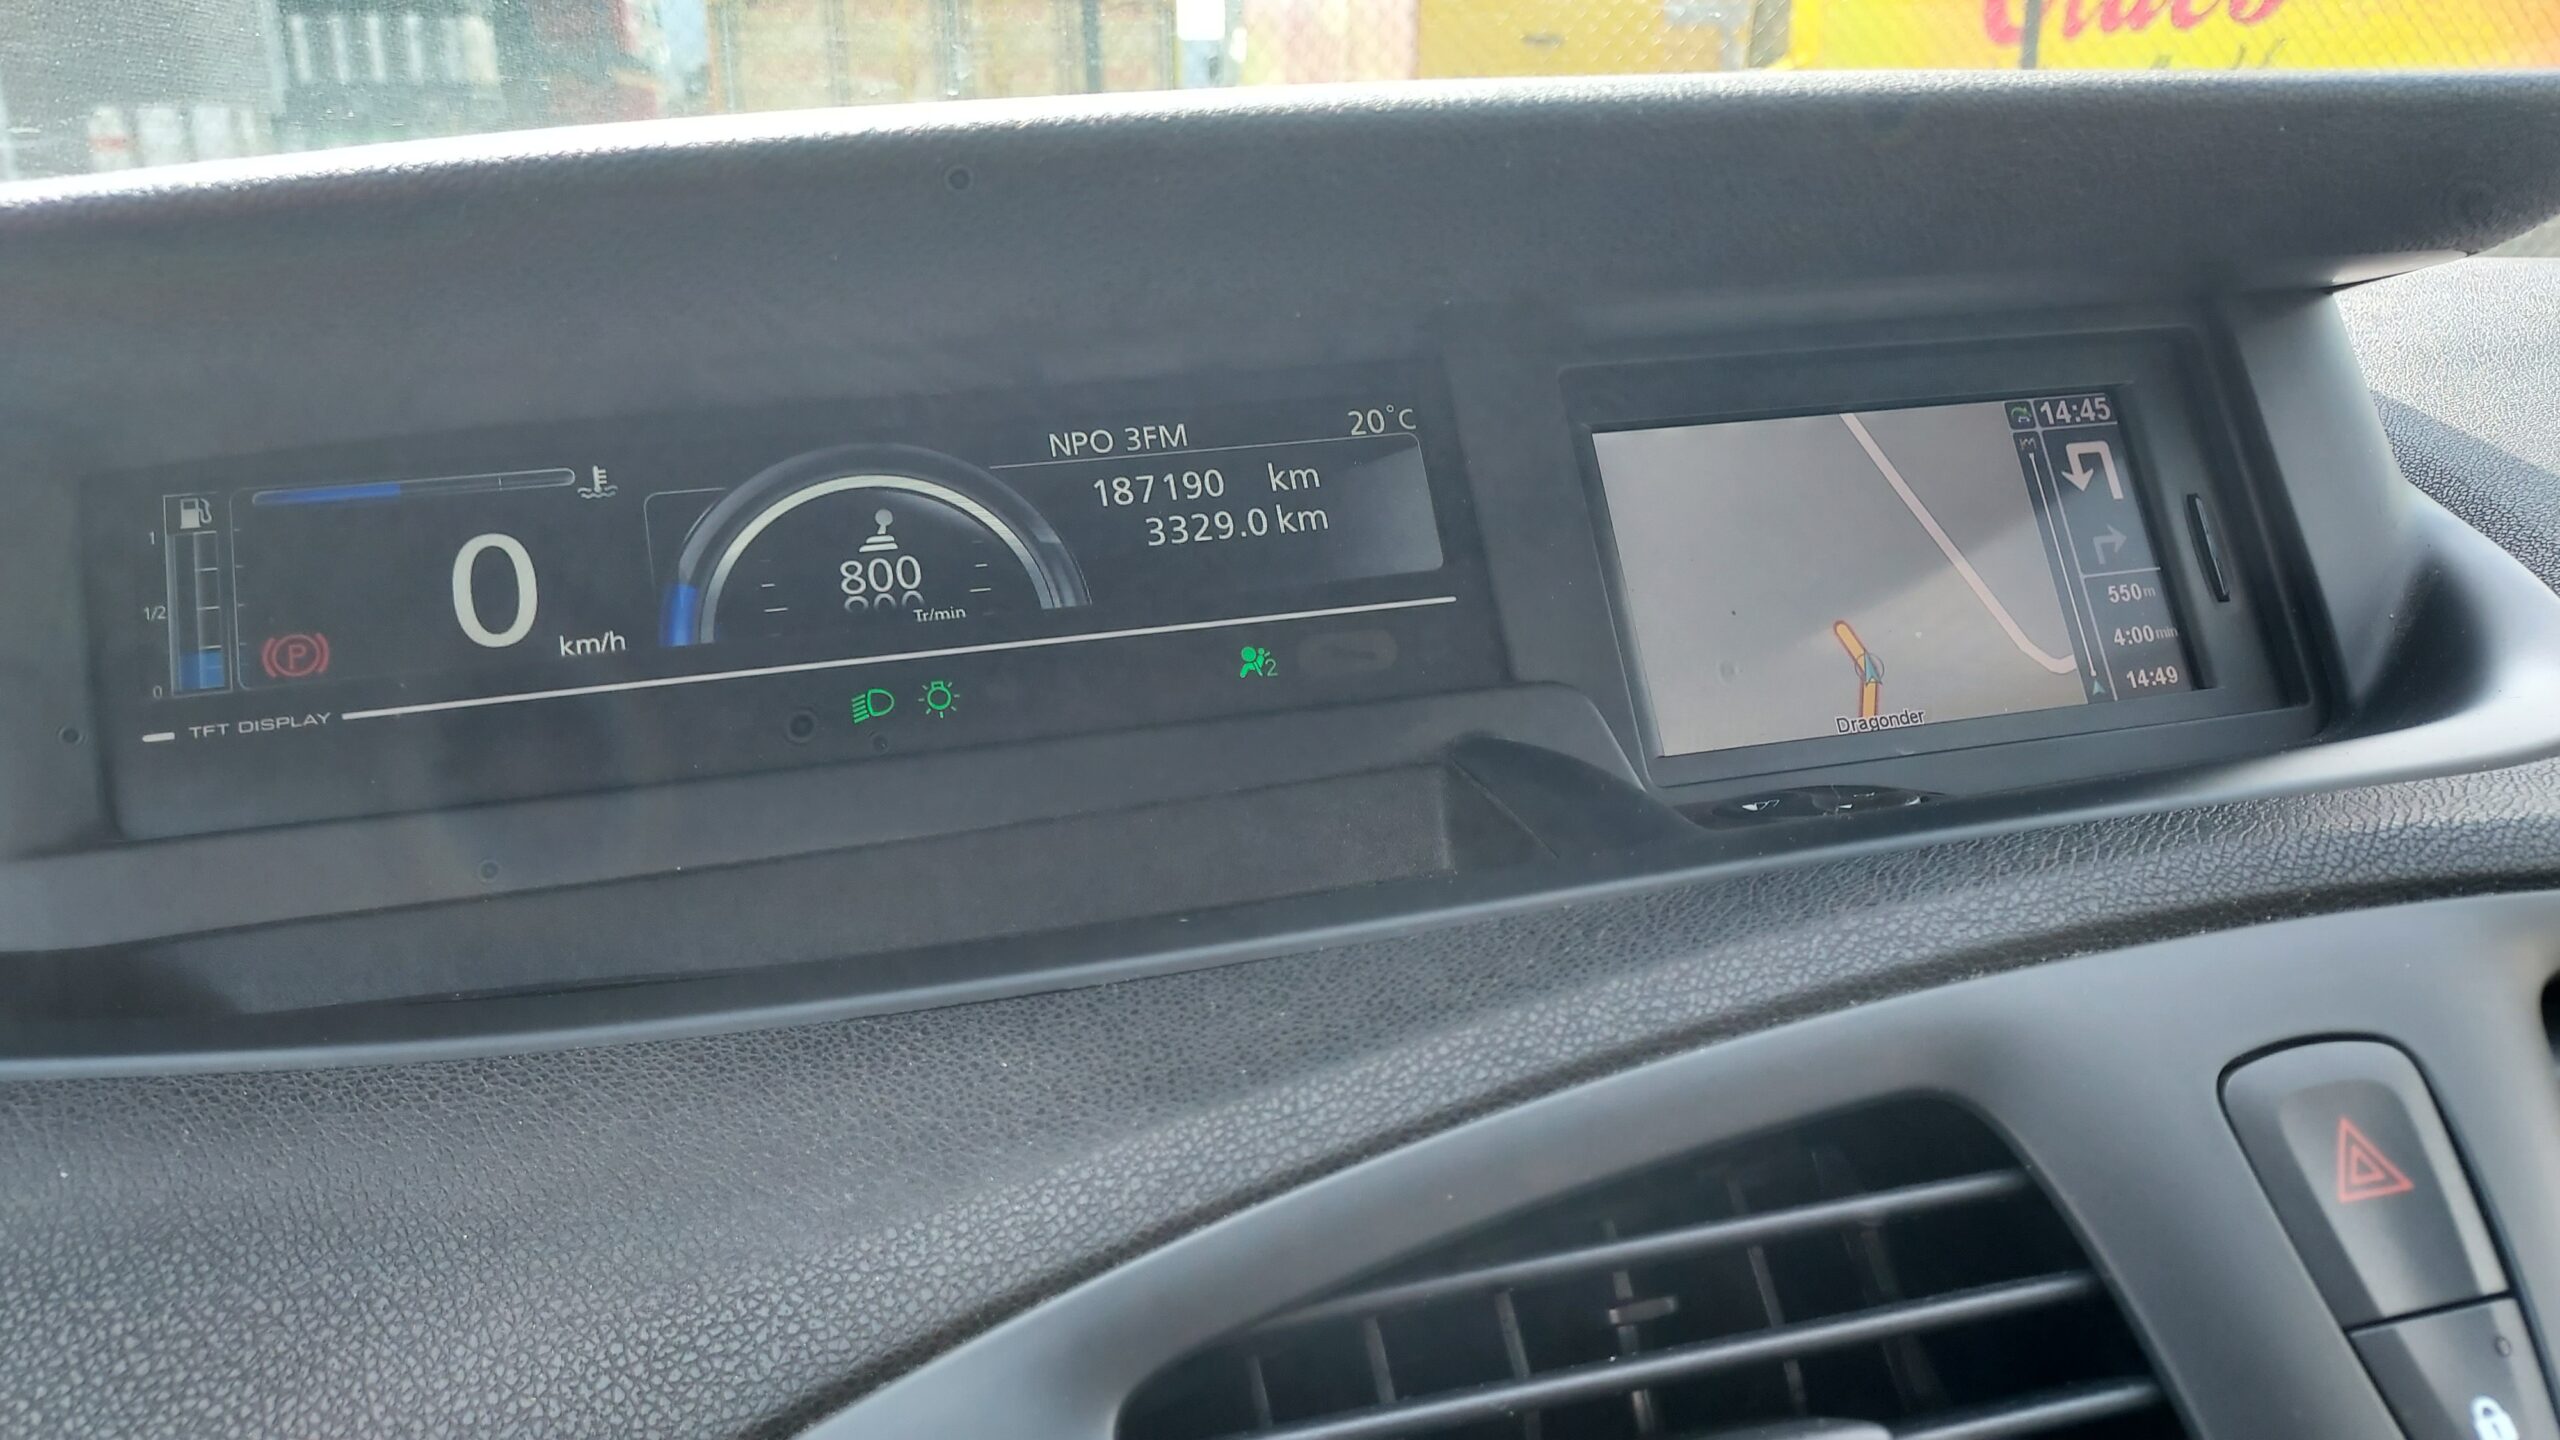 NPO 3FM 20°C
187190 km
3329.0 km
1
1/2
0
P
0 km/h
800
Tr/min
2
TFT DISPLAY
14:45
550m
4:00min
14:49
Dragonder